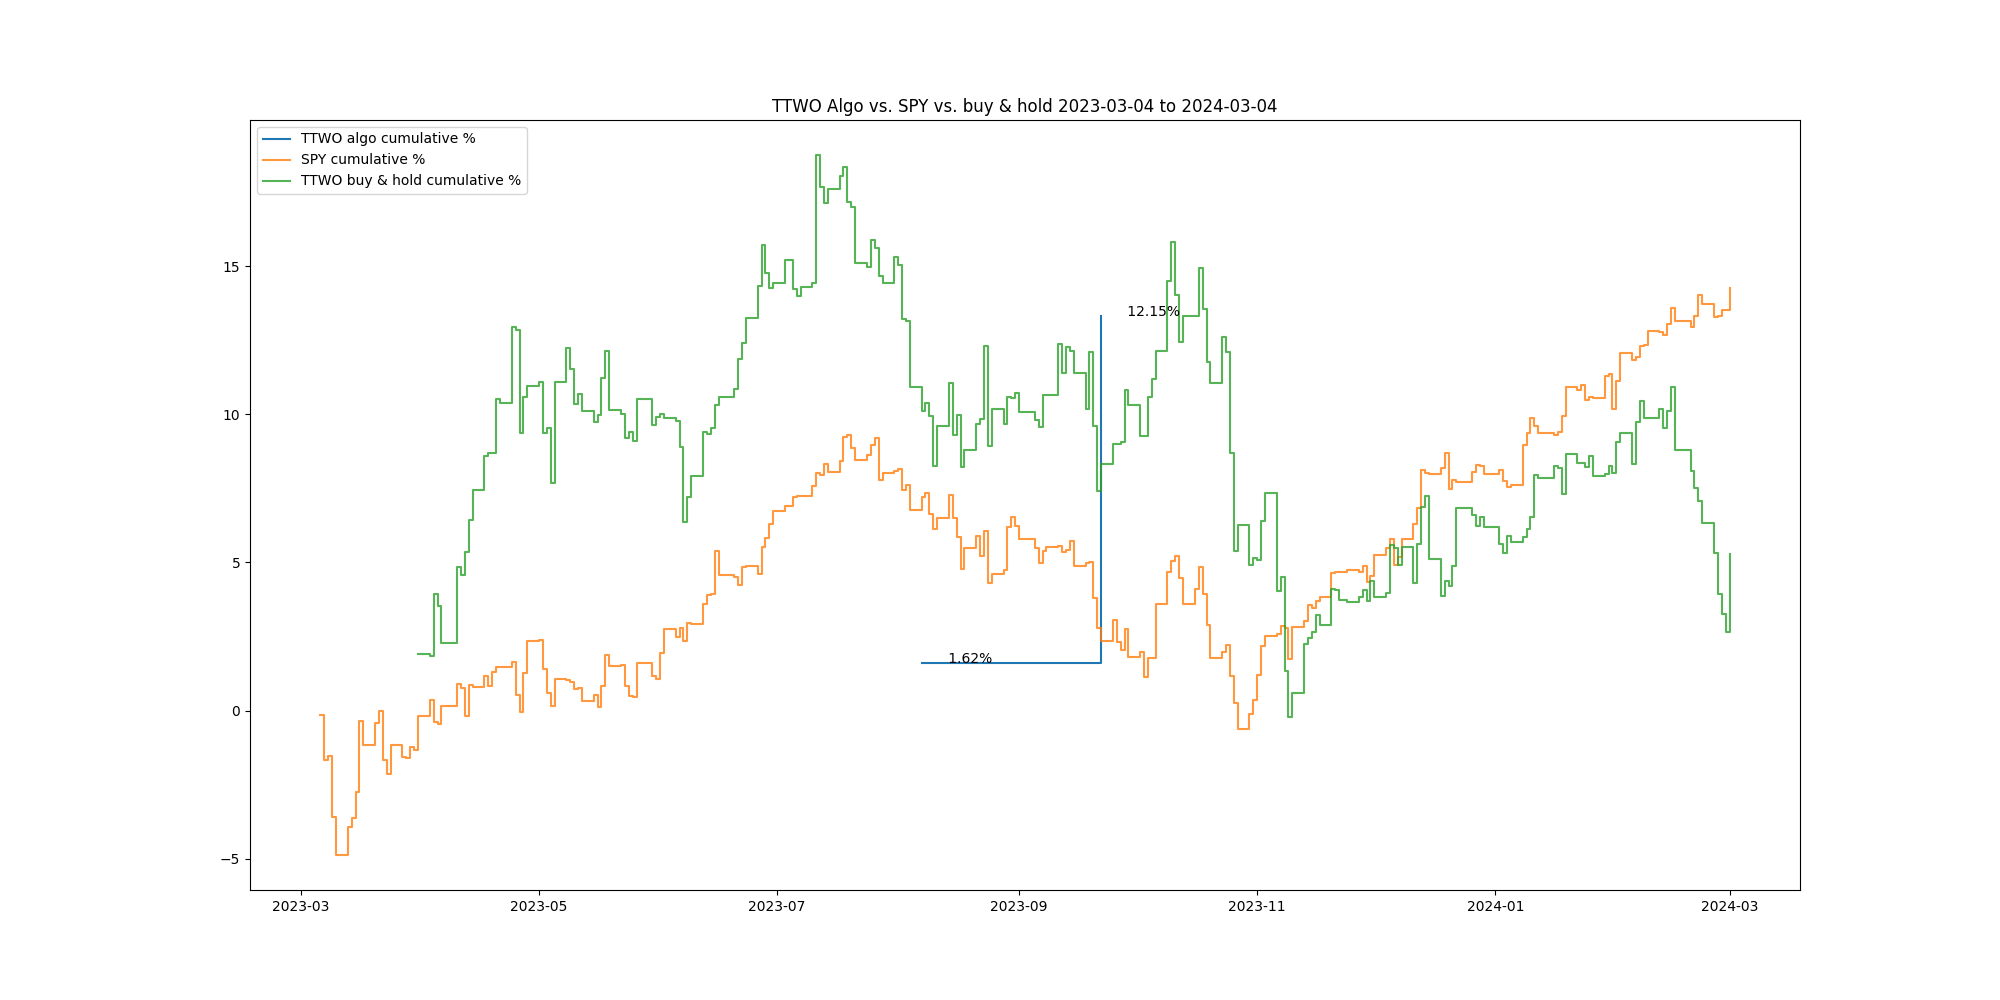 TTWO Algo vs. SPY vs. buy & hold 2023-03-04 to 2024-03-04
TTWO algo cumulative %
SPY cumulative %
TTWO buy & hold cumulative %
15
12.15%
10
5
1.62%
0
−5
2023-03 2023-05 2023-07 2023-09 2023-11 2024-01 2024-03